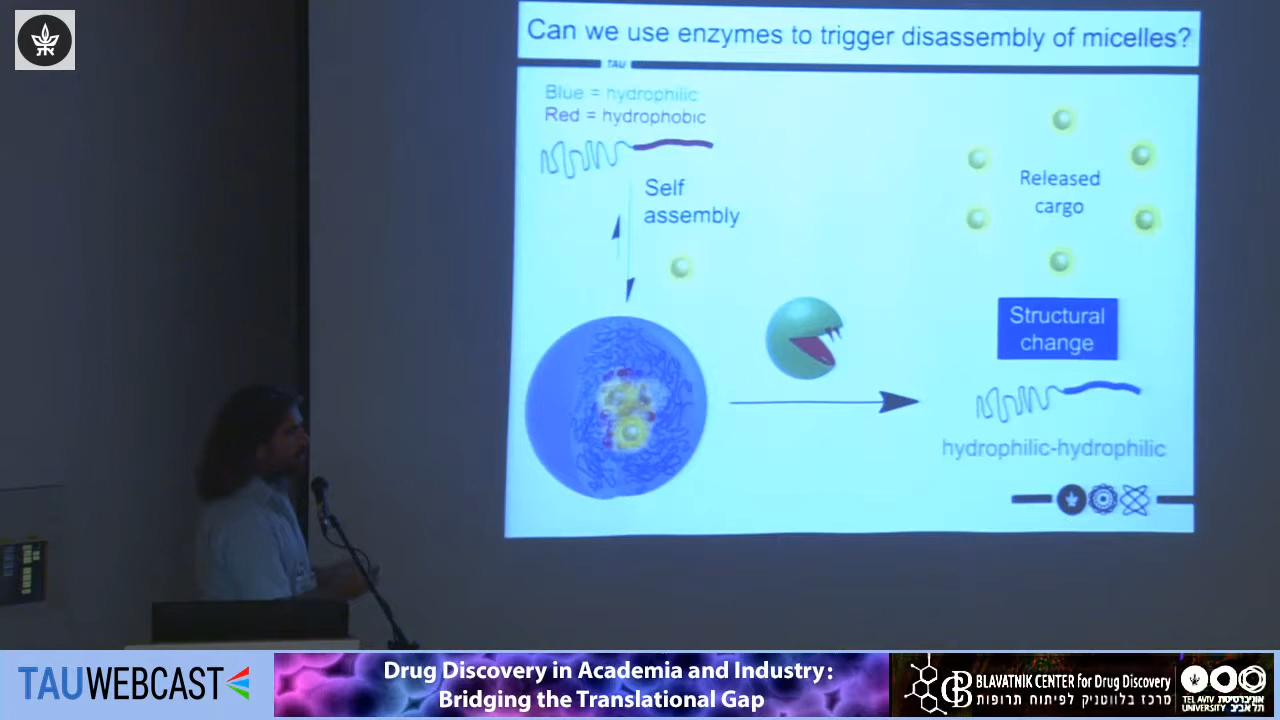 Can we use enzymes to trigger disassembly of micelles?
TAU
Blue = hydrophilic
Red = hydrophobic
Self
assembly
Released
cargo
Structural
change
hydrophilic-hydrophilic
TAUWEBCAST
Drug Discovery in Academia and Industry:
Bridging the Translational Gap
BLAVATNIK CENTER for Drug Discovery
מרכז בלווטניק לפיתוח תרופות
TEL AVIV אוניברסיטת
UNIVERSITY תל אביב